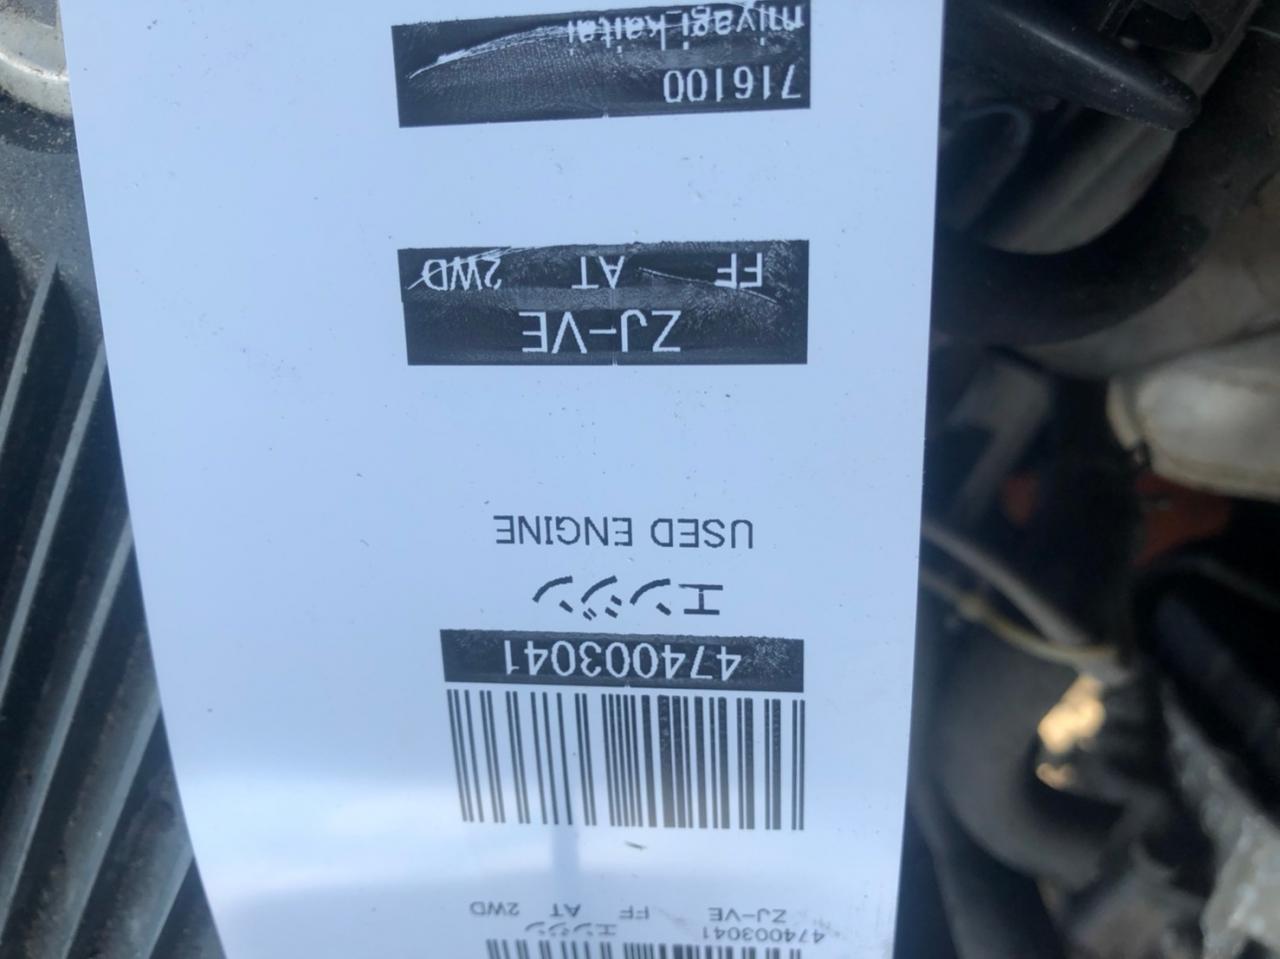 474003041
エンジン
USED ENGINE
ZJ-VE
FF AT 2WD
716100
miyagi_kaitai
474003041 ZJ-VE
エンジン FF AT 2WD